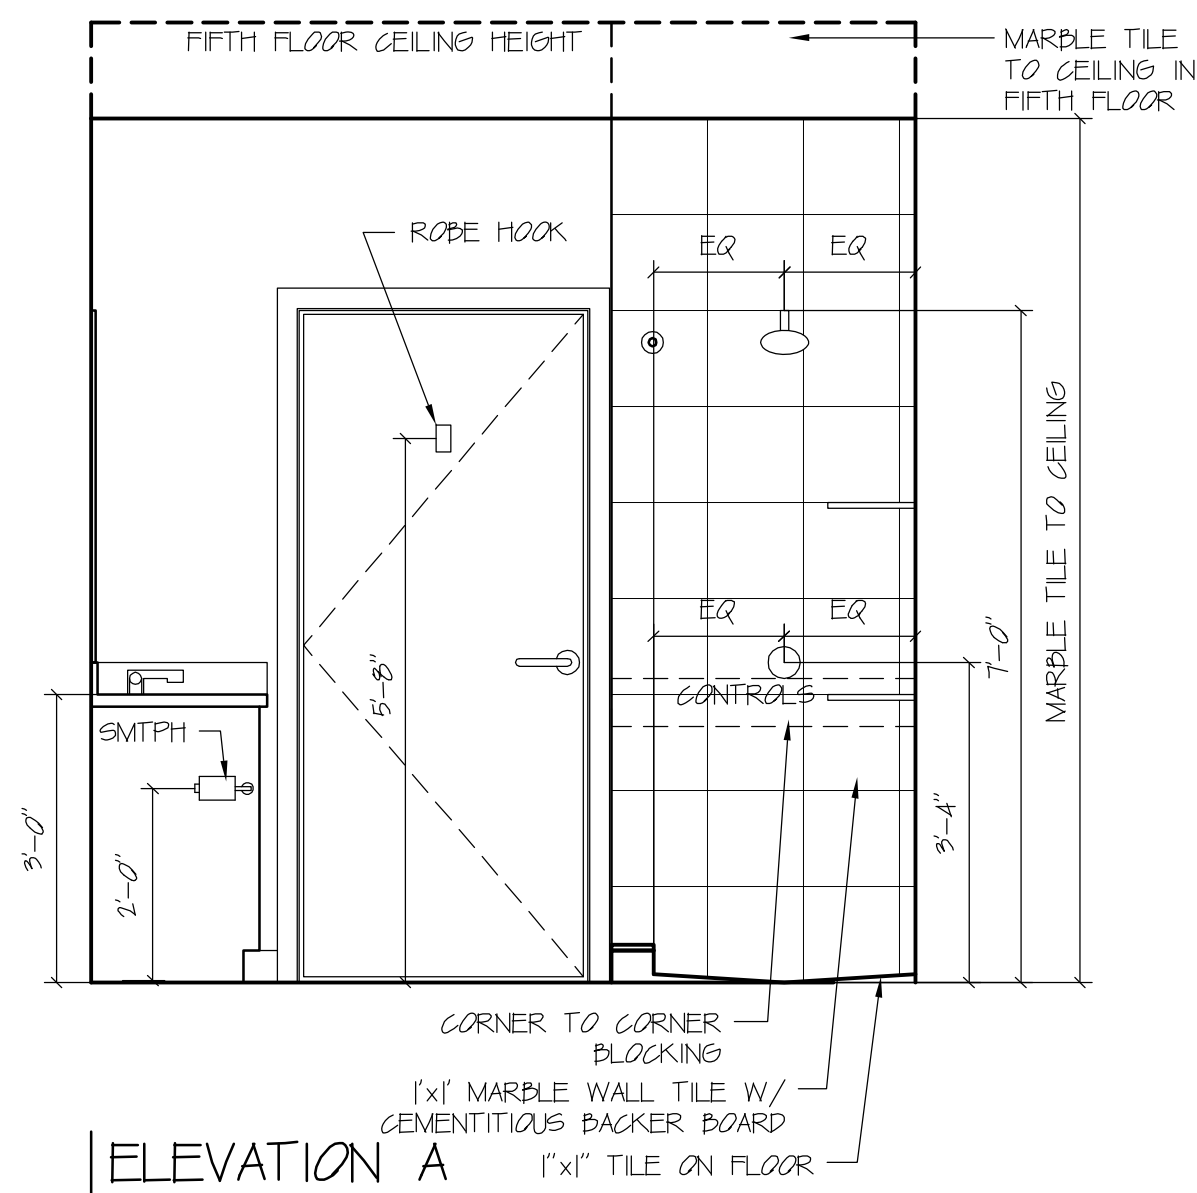 FIFTH FLOOR CEILING HEIGHT
MARBLE TILE
TO CEILING IN
FIFTH FLOOR
ROBE HOOK
EQ
EQ
MARBLE TILE TO CEILING
EQ
EQ
7'-0"
5'-8"
CONTROLS
SMTPH
3'-0"
2'-0"
3'-4"
CORNER TO CORNER
BLOCKING
1'x1' MARBLE WALL TILE W/
CEMENTITIOUS BACKER BOARD
ELEVATION A
1"x1" TILE ON FLOOR